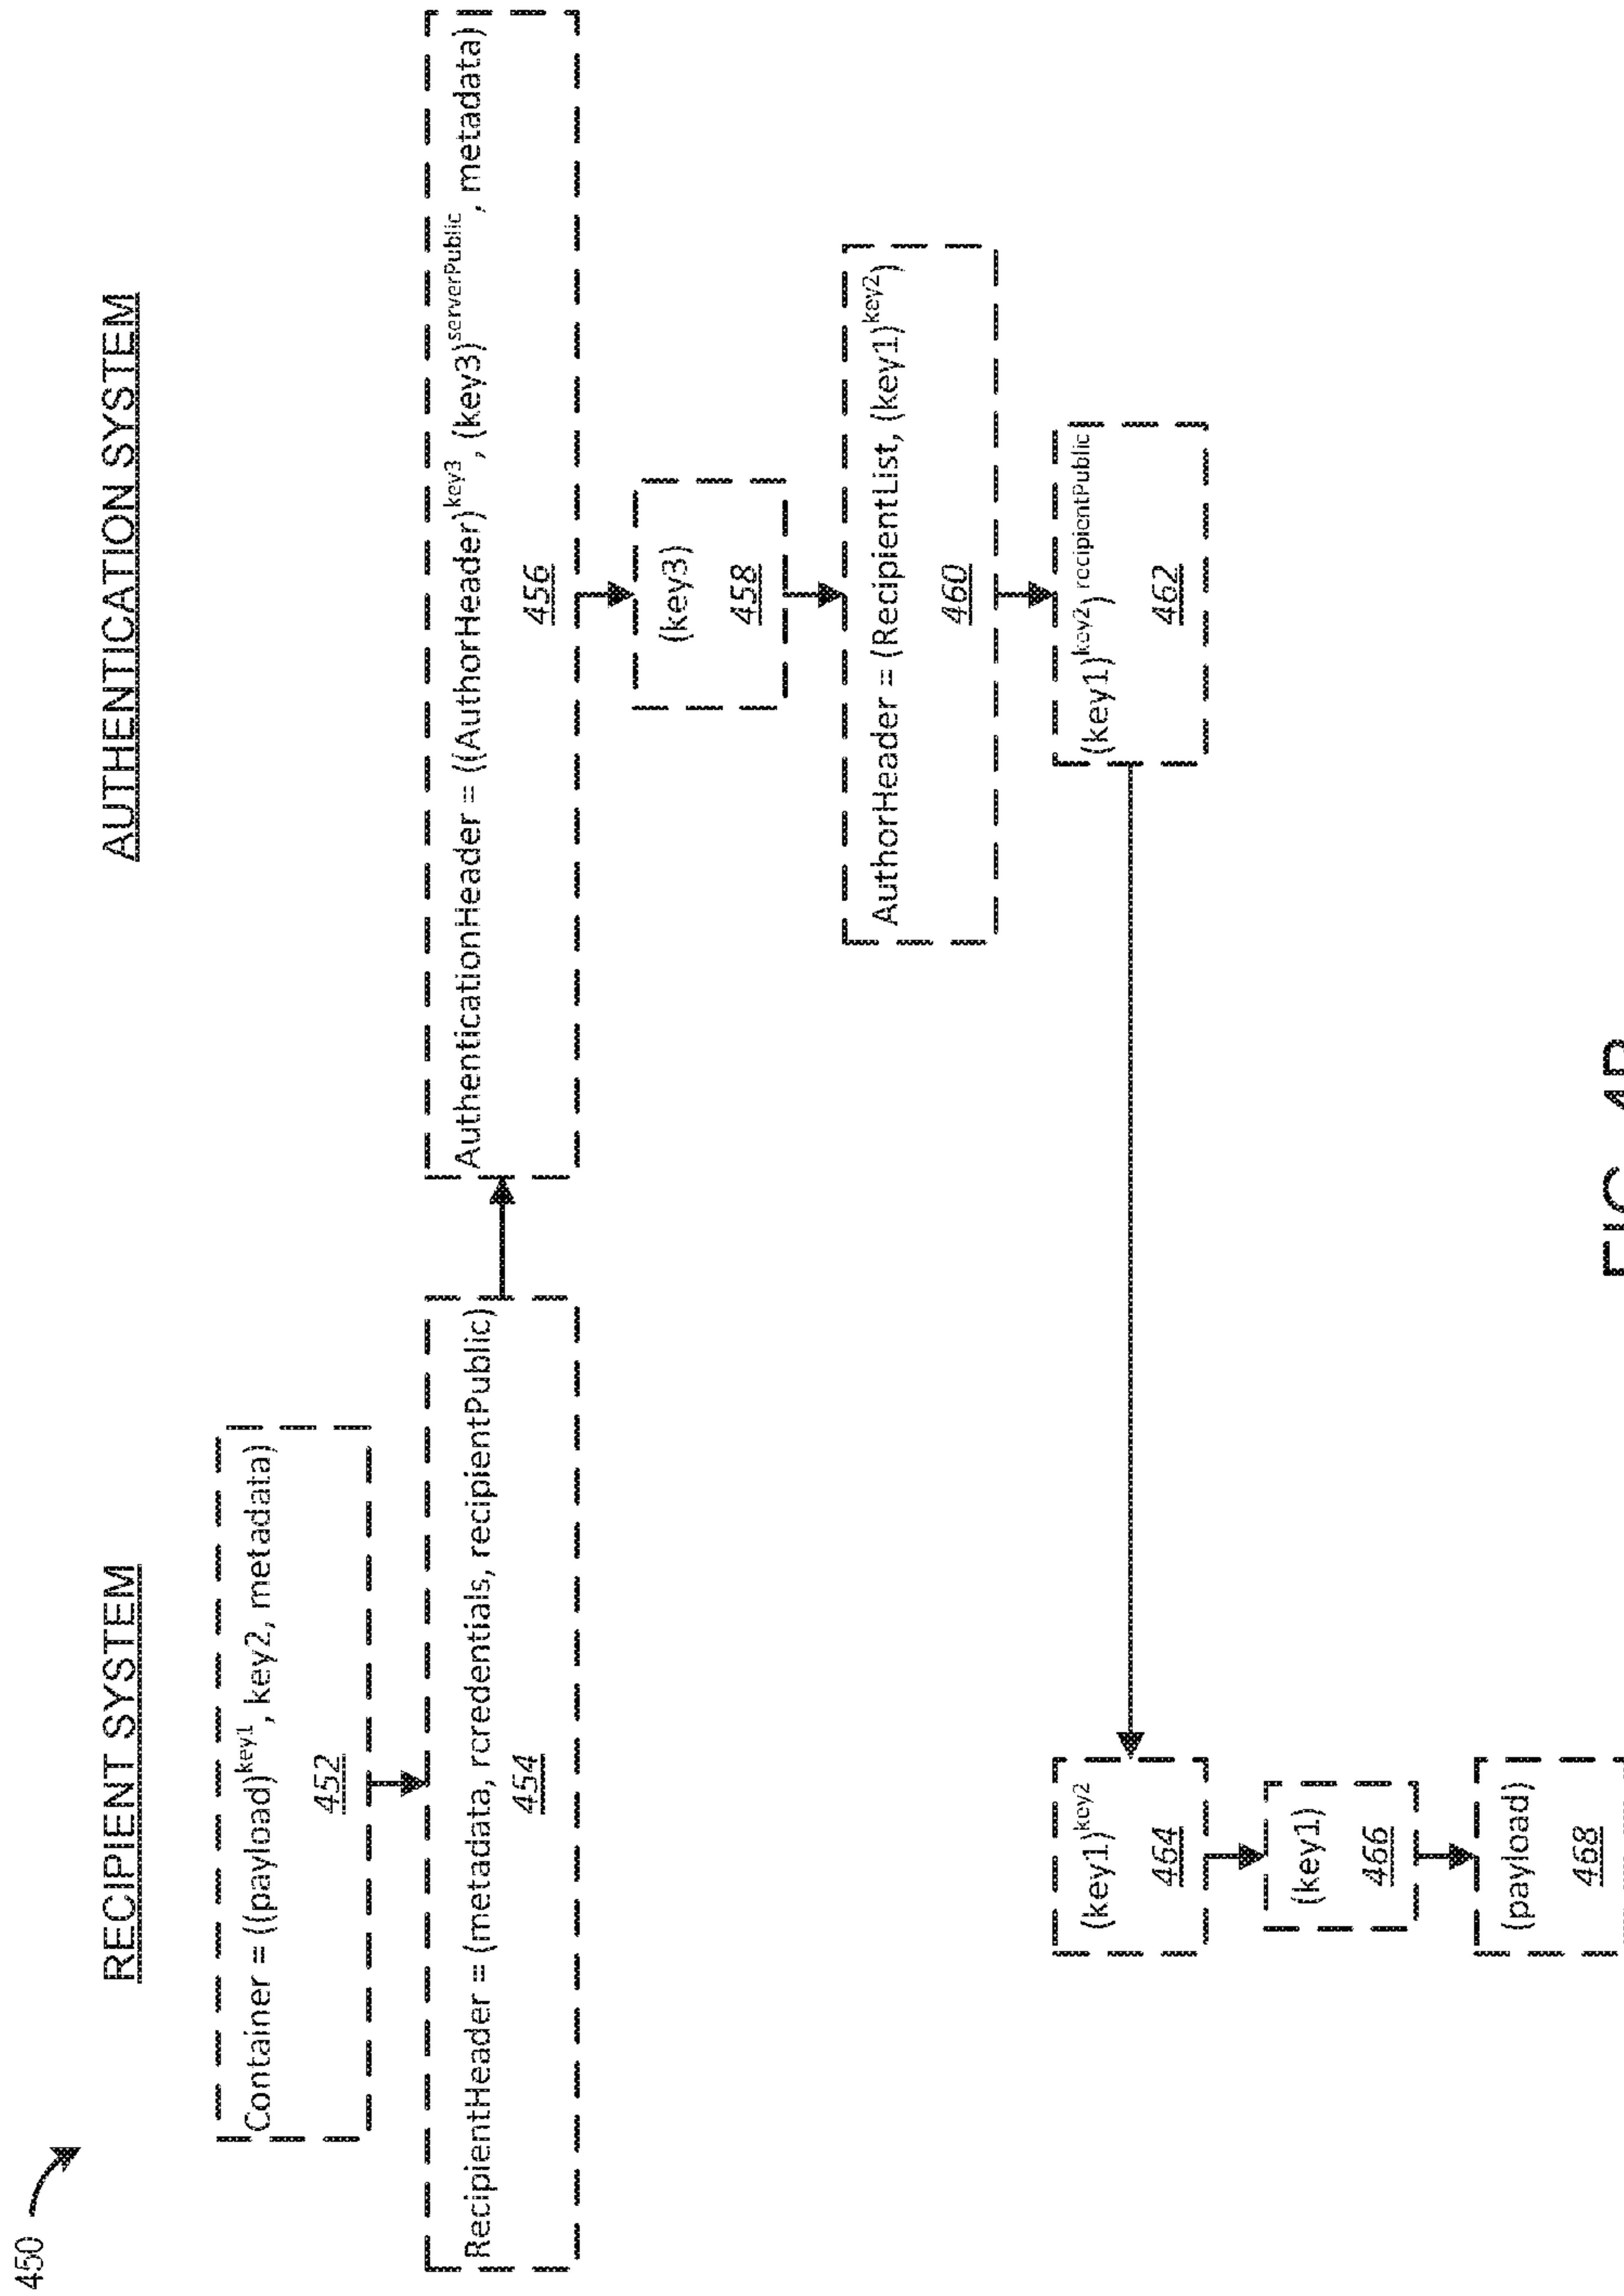 450
RECIPIENT SYSTEM
AUTHENTICATION SYSTEM
Container = ((payload)^key1, key2, metadata)
452
RecipientHeader = (metadata, rcredentials, recipientPublic)
454
AuthenticationHeader = ((AuthorHeader)^key3, (key3)^serverPublic, metadata)
456
(key3)
458
AuthorHeader = (RecipientList, (key1)^key2)
460
(key1)^key2) recipientPublic
462
(key1)^key2
464
(key1)
466
(payload)
468